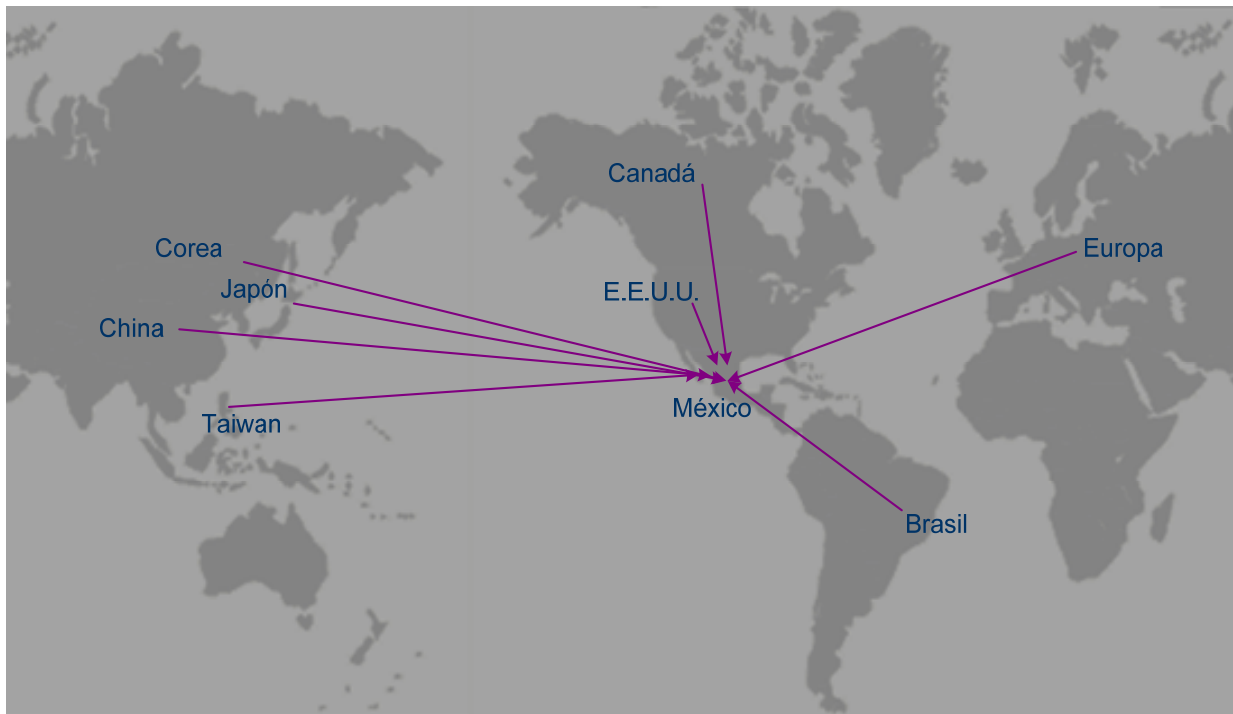 Canadá
Corea
Europa
Japón
E.E.U.U.
China
México
Taiwan
Brasil